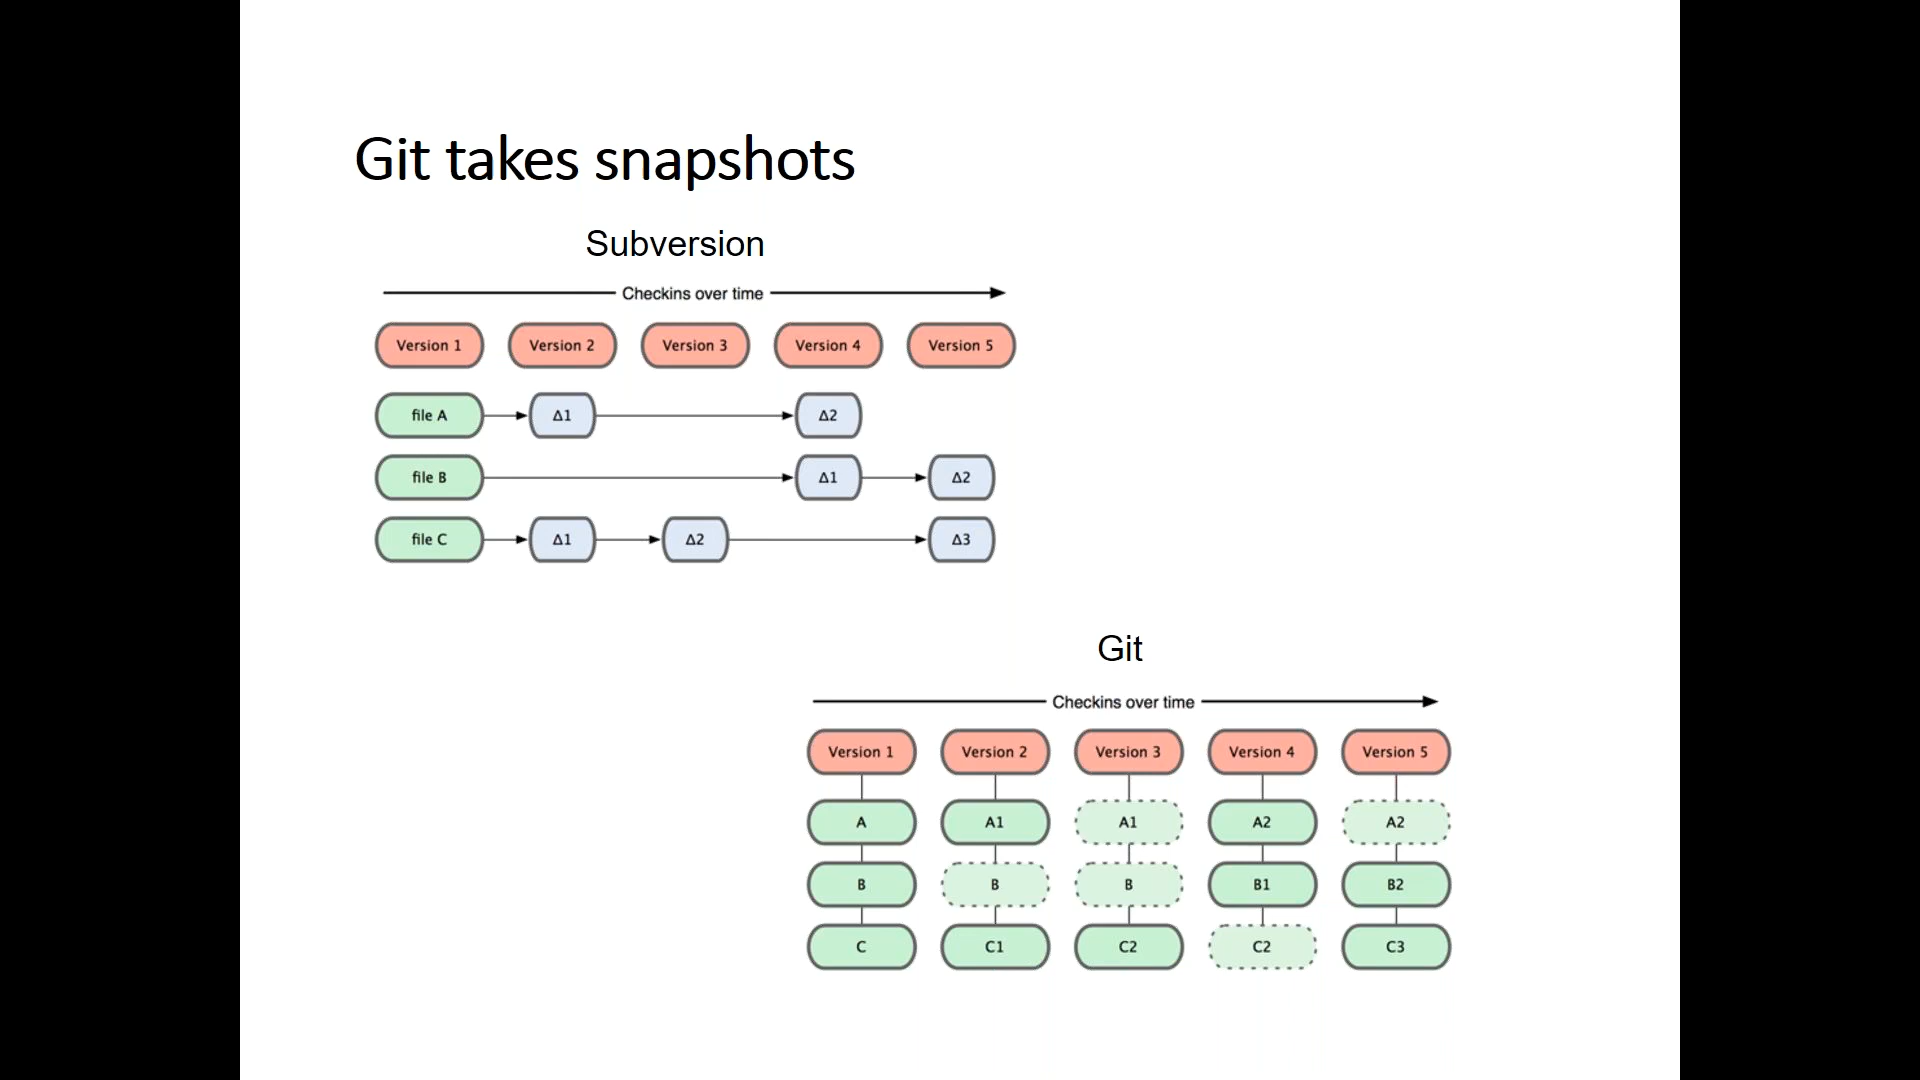 Git takes snapshots
Subversion
Checkins over time
Version 1 Version 2 Version 3 Version 4 Version 5
file A Δ1 Δ2
file B Δ1 Δ2
file C Δ1 Δ2 Δ3
Git
Checkins over time
Version 1 Version 2 Version 3 Version 4 Version 5
A A1 A1 A2 A2
B B B B1 B2
C C1 C2 C2 C3